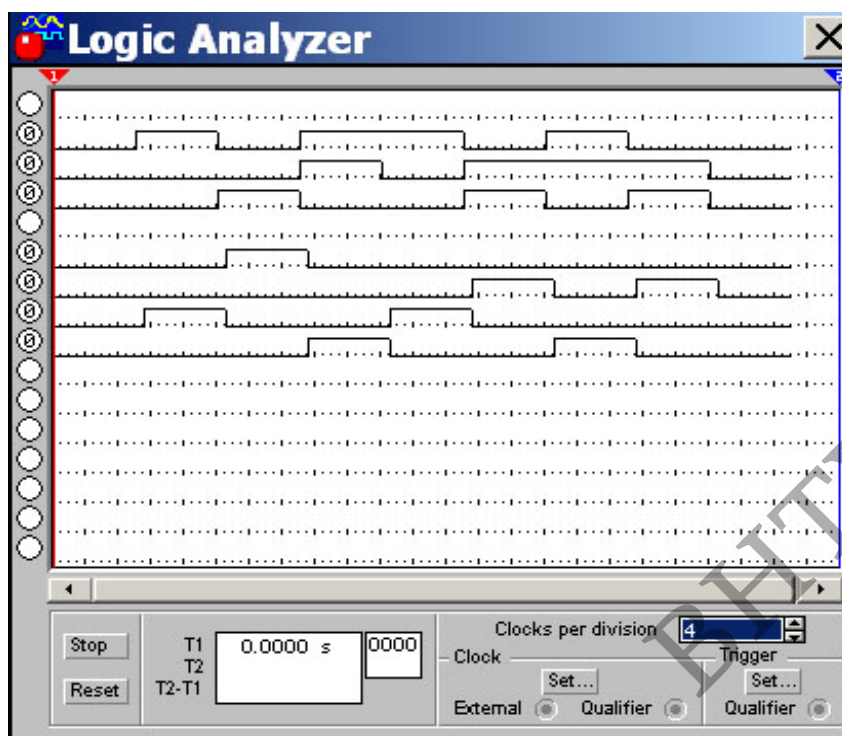 Logic Analyzer
1
2
0
0
0
0
0
0
0
Stop
Reset
T1
T2
T2-T1
0.0000 s
0000
Clocks per division
4
Clock
Set...
External
Qualifier
Trigger
Set...
Qualifier